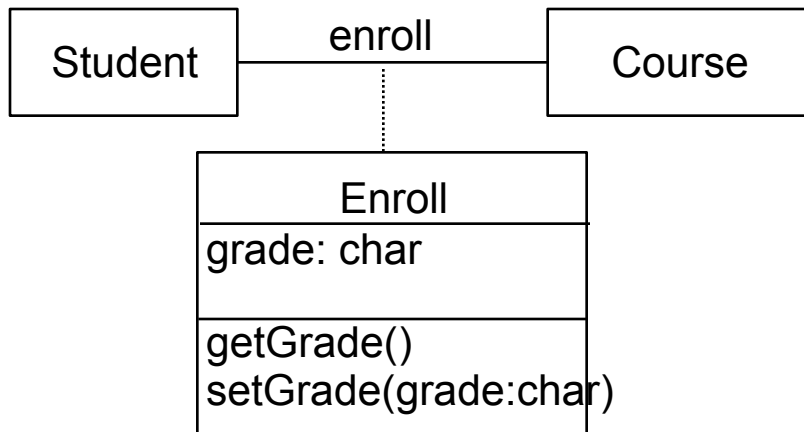 enroll
Student
Course
Enroll
grade: char
getGrade()
setGrade(grade:char)